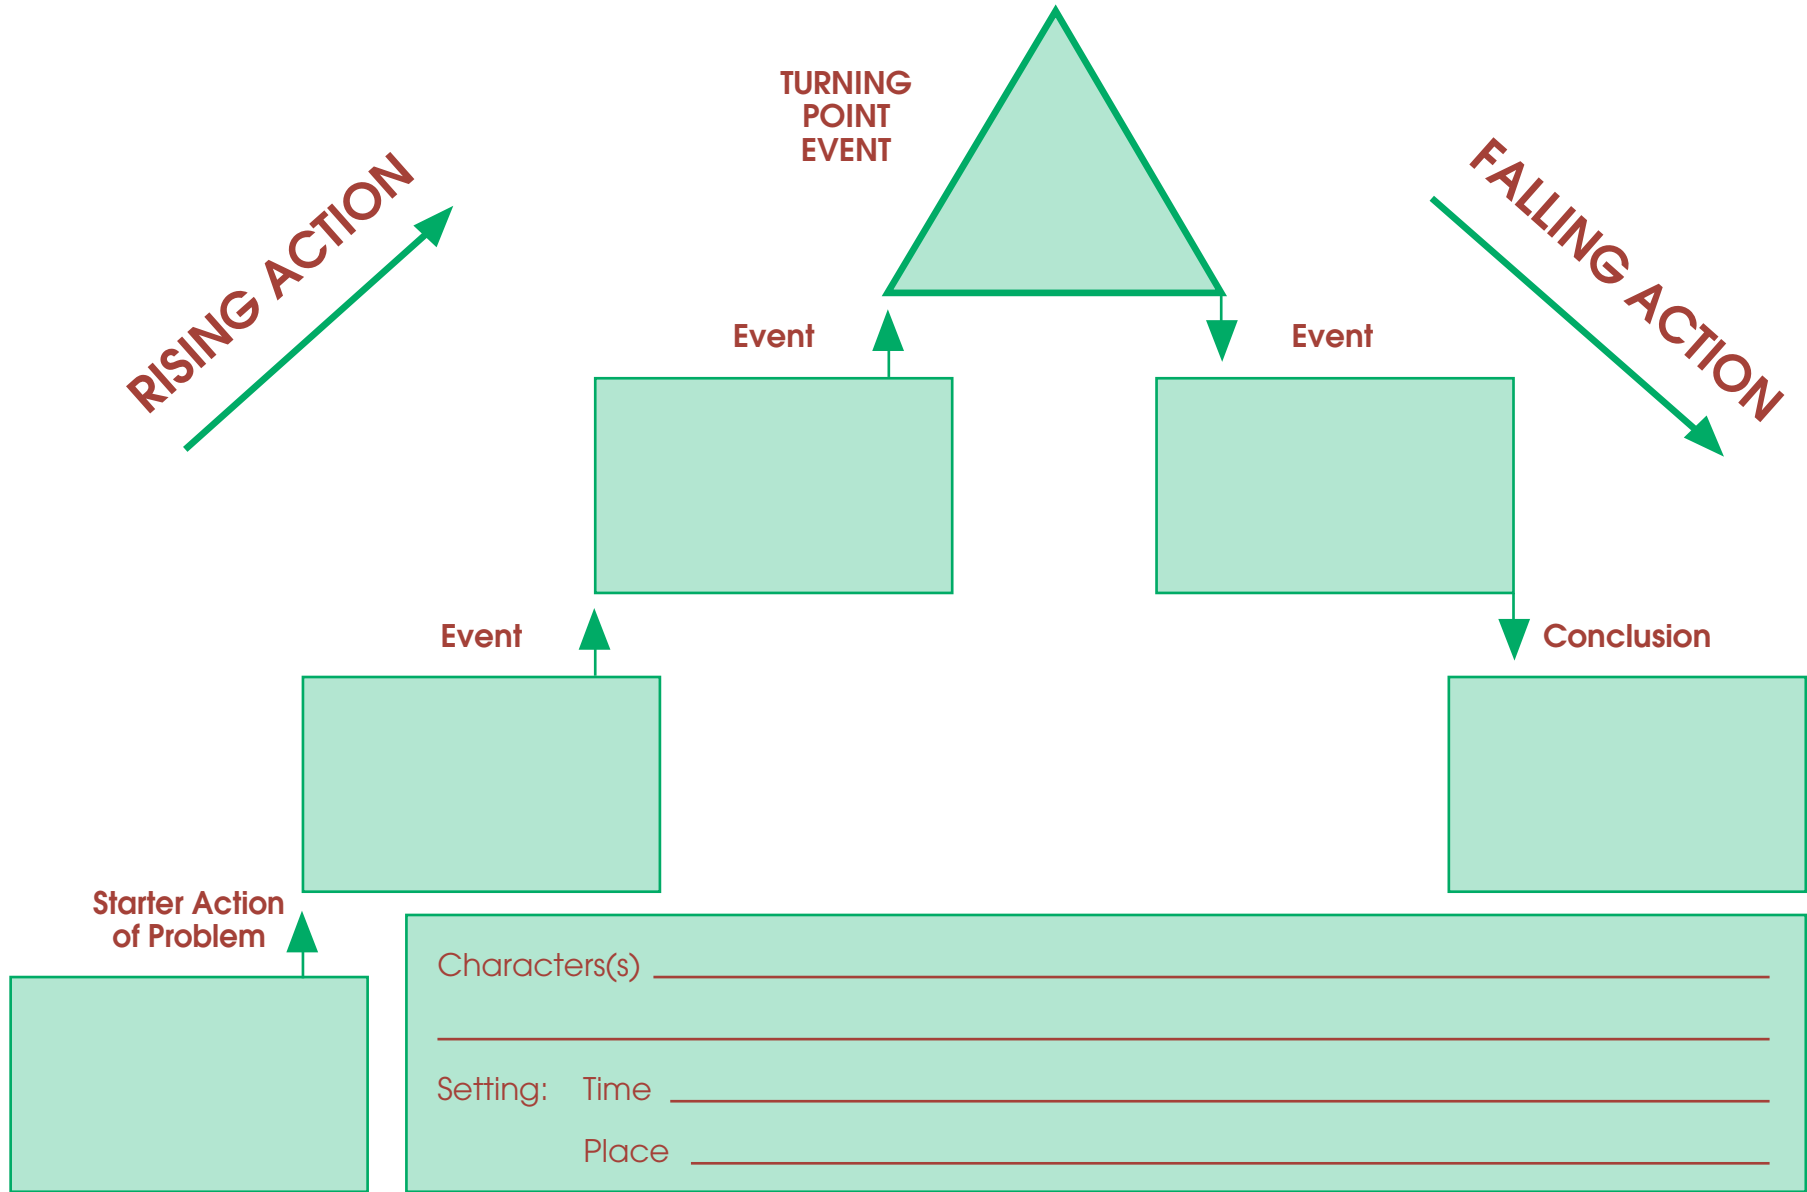 TURNING
POINT
EVENT
RISING ACTION
FALLING ACTION
Event
Event
Event
Conclusion
Starter Action
of Problem
Characters(s)
Setting: Time
Place